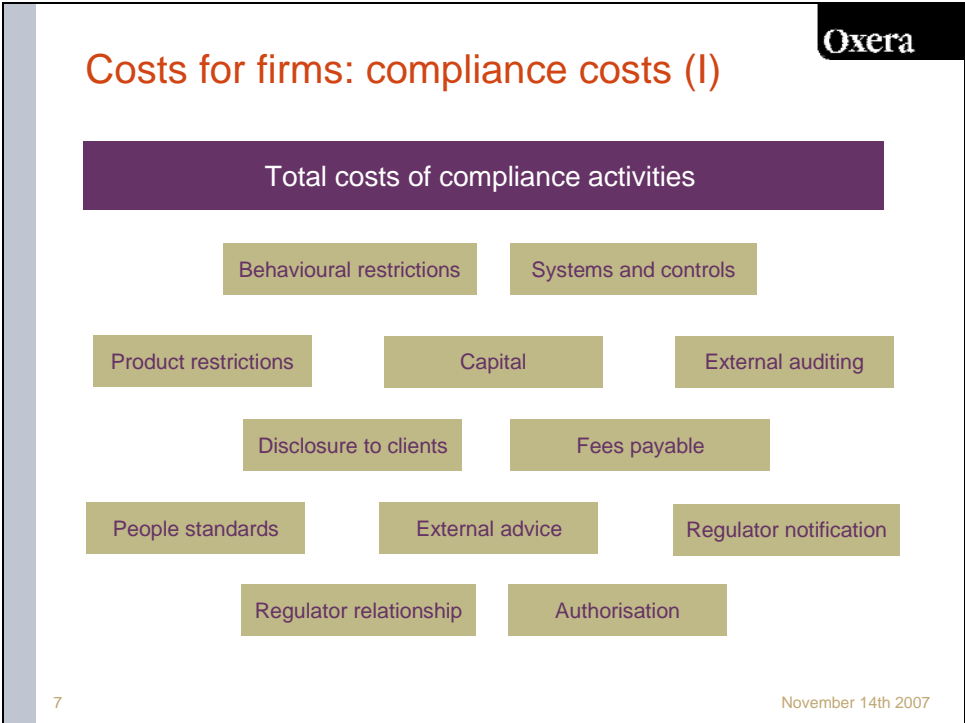 Oxera
Costs for firms: compliance costs (I)
Total costs of compliance activities
Behavioural restrictions
Systems and controls
Product restrictions
Capital
External auditing
Disclosure to clients
Fees payable
People standards
External advice
Regulator notification
Regulator relationship
Authorisation
7
November 14th 2007